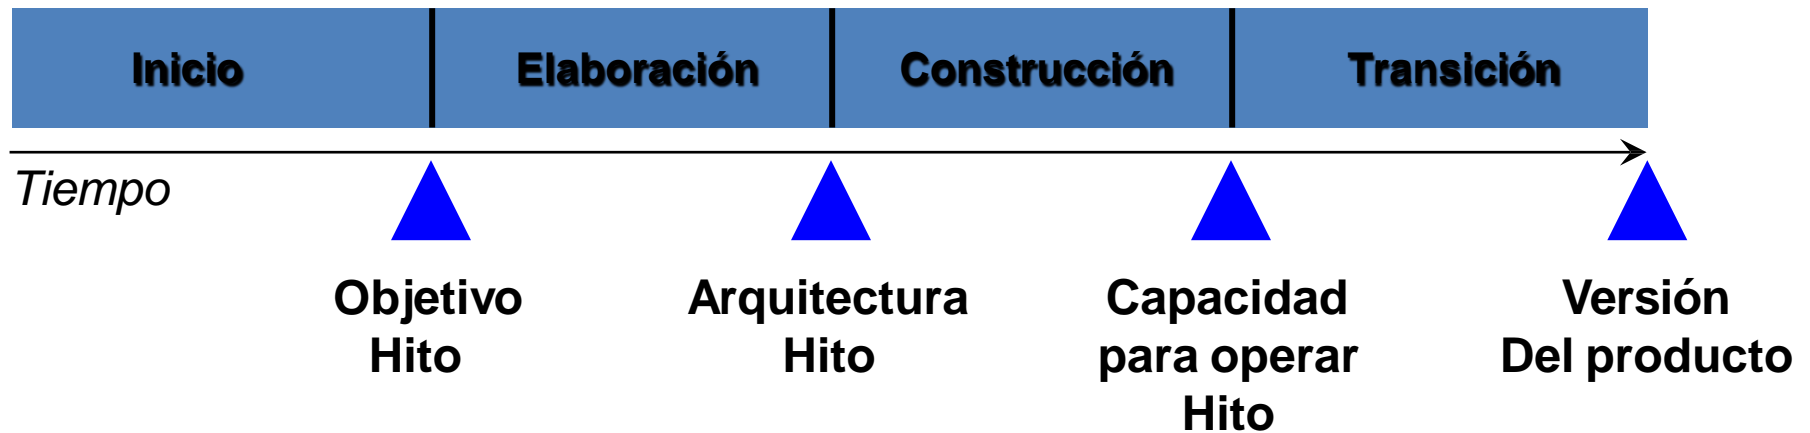 Inicio
Elaboración
Construcción
Transición
Tiempo
Objetivo
Hito
Arquitectura
Hito
Capacidad
para operar
Hito
Versión
Del producto